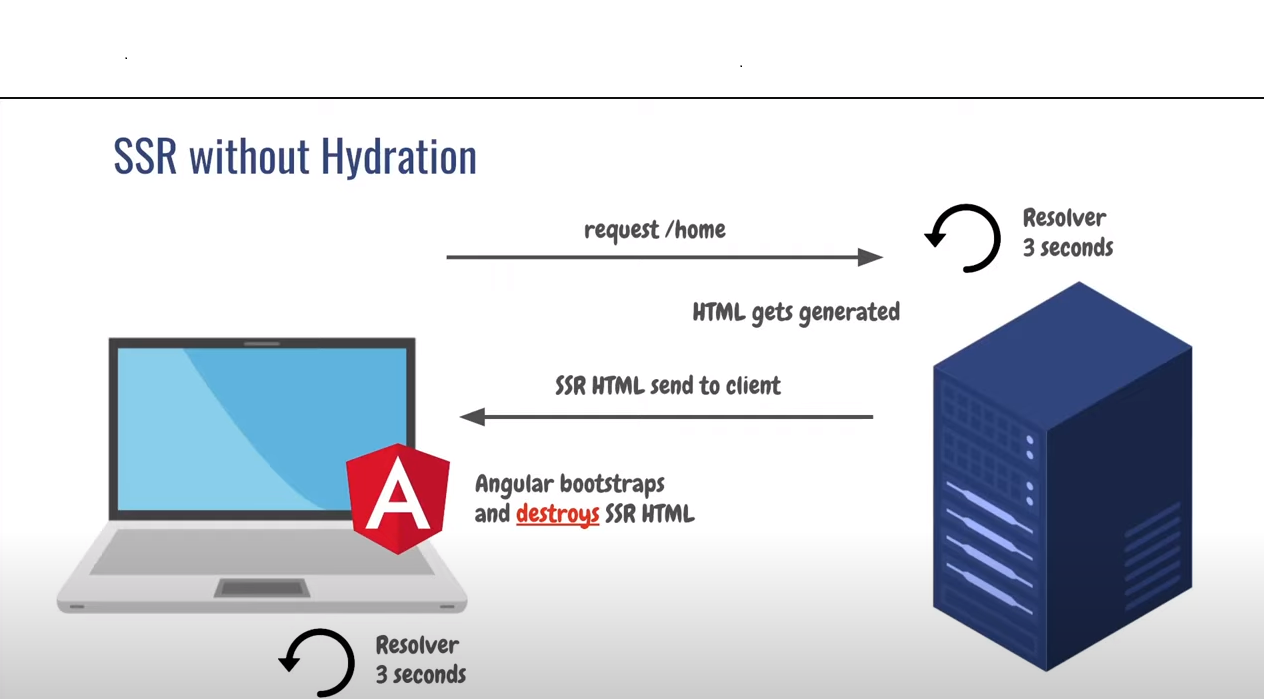 SSR without Hydration
request /home
Resolver
3 seconds
HTML gets generated
SSR HTML send to client
Angular bootstraps
and destroys SSR HTML
Resolver
3 seconds